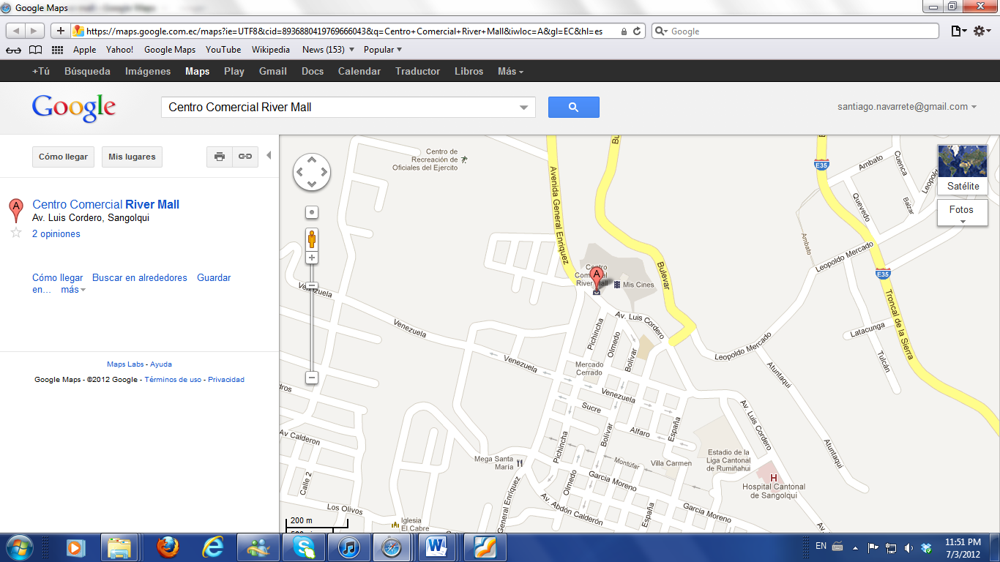 Google Maps
https://maps.google.com.ec/maps?ie=UTF8&cid=8936880419769666043&q=Centro+Comercial+River+Mall&iwloc=A&gl=EC&hl=es
Google
Apple Yahoo! Google Maps YouTube Wikipedia News (153) Popular
+Tú Búsqueda Imágenes Maps Play Gmail Docs Calendar Traductor Libros Más
Google
Centro Comercial River Mall
santiago.navarrete@gmail.com
Cómo llegar Mis lugares
A
Centro Comercial River Mall
Av. Luis Cordero, Sangolqui
2 opiniones
Cómo llegar Buscar en alrededores Guardar
en... más
Maps Labs - Ayuda
Google Maps - ©2012 Google - Términos de uso - Privacidad
Centro de
Recreación de
Oficiales del Ejercito
Avenida General Enriquez
Bulevar
E35
Ambato
Cuenca
Leopoldo
Balzar
Quevedo
Ambato
Satélite
Fotos
Leopoldo Mercado
E35
Troncal de la Sierra
Centro
River Mall
A
Mis Cines
Venezuela
Av. Luis Cordero
Venezuela
Pichincha
Olmedo
Bolívar
Leopoldo Mercado
Latacunga
Tulcán
Atuntaqui
Venezuela
Mercado
Cerrado
Venezuela
Sucre
Av. Luis Cordero
España
Alfaro
Bolívar
Av Calderon
Pichincha
Mega Santa
María
Montúfar
Villa Carmen
Estadio de la
Liga Cantonal
de Rumiñahui
Atuntaqui
H
Hospital Cantonal
de Sangolquí
Calle 2
Olmedo
Garcia Moreno
General Enríquez
Av. Abdón Calderón
España
Garcia Moreno
Los Olivos
Iglesia
El Cabre
Av.
200 m
EN
11:51 PM
7/3/2012